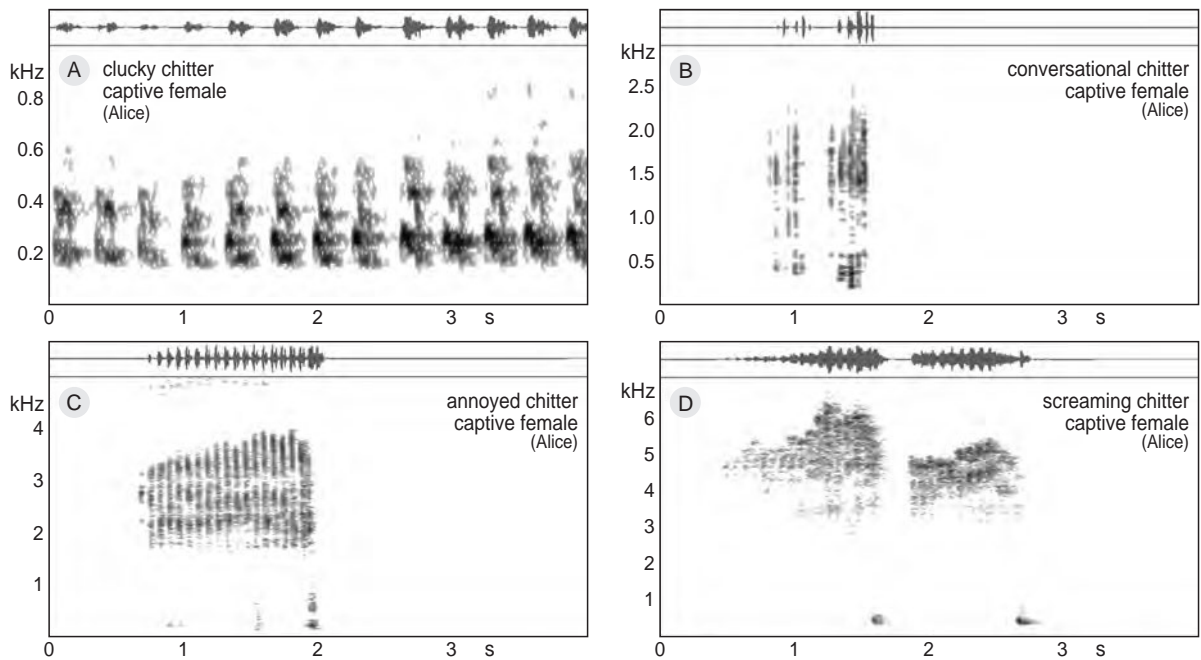 kHz
A
clucky chitter
captive female
(Alice)
0.8
0.6
0.4
0.2
0 1 2 3 s
kHz
B
conversational chitter
captive female
(Alice)
2.5
2.0
1.5
1.0
0.5
0 1 2 3 s
kHz
C
annoyed chitter
captive female
(Alice)
4
3
2
1
0 1 2 3 s
kHz
D
screaming chitter
captive female
(Alice)
6
5
4
3
2
1
0 1 2 3 s